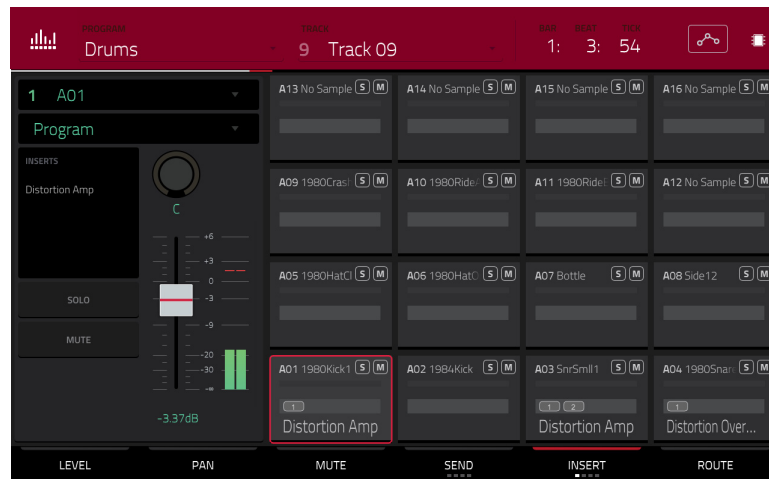 PROGRAM TRACK BAR BEAT TICK
Drums 9 Track 09 1: 3: 54
1 A01
Program
INSERTS
Distortion Amp
C
+6
+3
0
-3
-9
-20
-30
-∞
SOLO
MUTE
-3.37dB
A13 No Sample S M A14 No Sample S M A15 No Sample S M A16 No Sample S M
A09 1980Cras S M A10 1980Ride S M A11 1980Ride S M A12 No Sample S M
A05 1980HatCl S M A06 1980Hat S M A07 Bottle S M A08 Side12 S M
A01 1980Kick1 S M A02 1984Kick S M A03 SnrSmll1 S M A04 1980Snar S M
1 1 2 1
Distortion Amp Distortion Amp Distortion Over...
LEVEL PAN MUTE SEND INSERT ROUTE